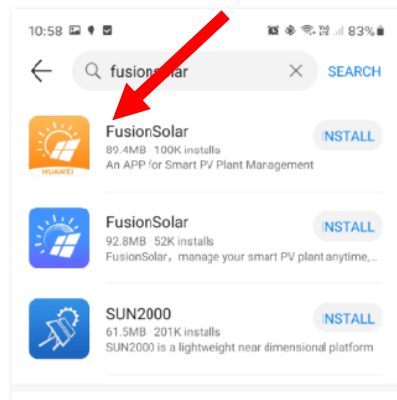 10:58 83%
fusionsolar SEARCH
FusionSolar
89.4MB 100K installs
An APP for Smart PV Plant Management
INSTALL
HUAWEI
FusionSolar
92.8MB 52K installs
FusionSolar, manage your smart PV plant anytime,...
INSTALL
SUN2000
61.5MB 201K installs
SUN2000 is a lightweight near dimensional platform
INSTALL